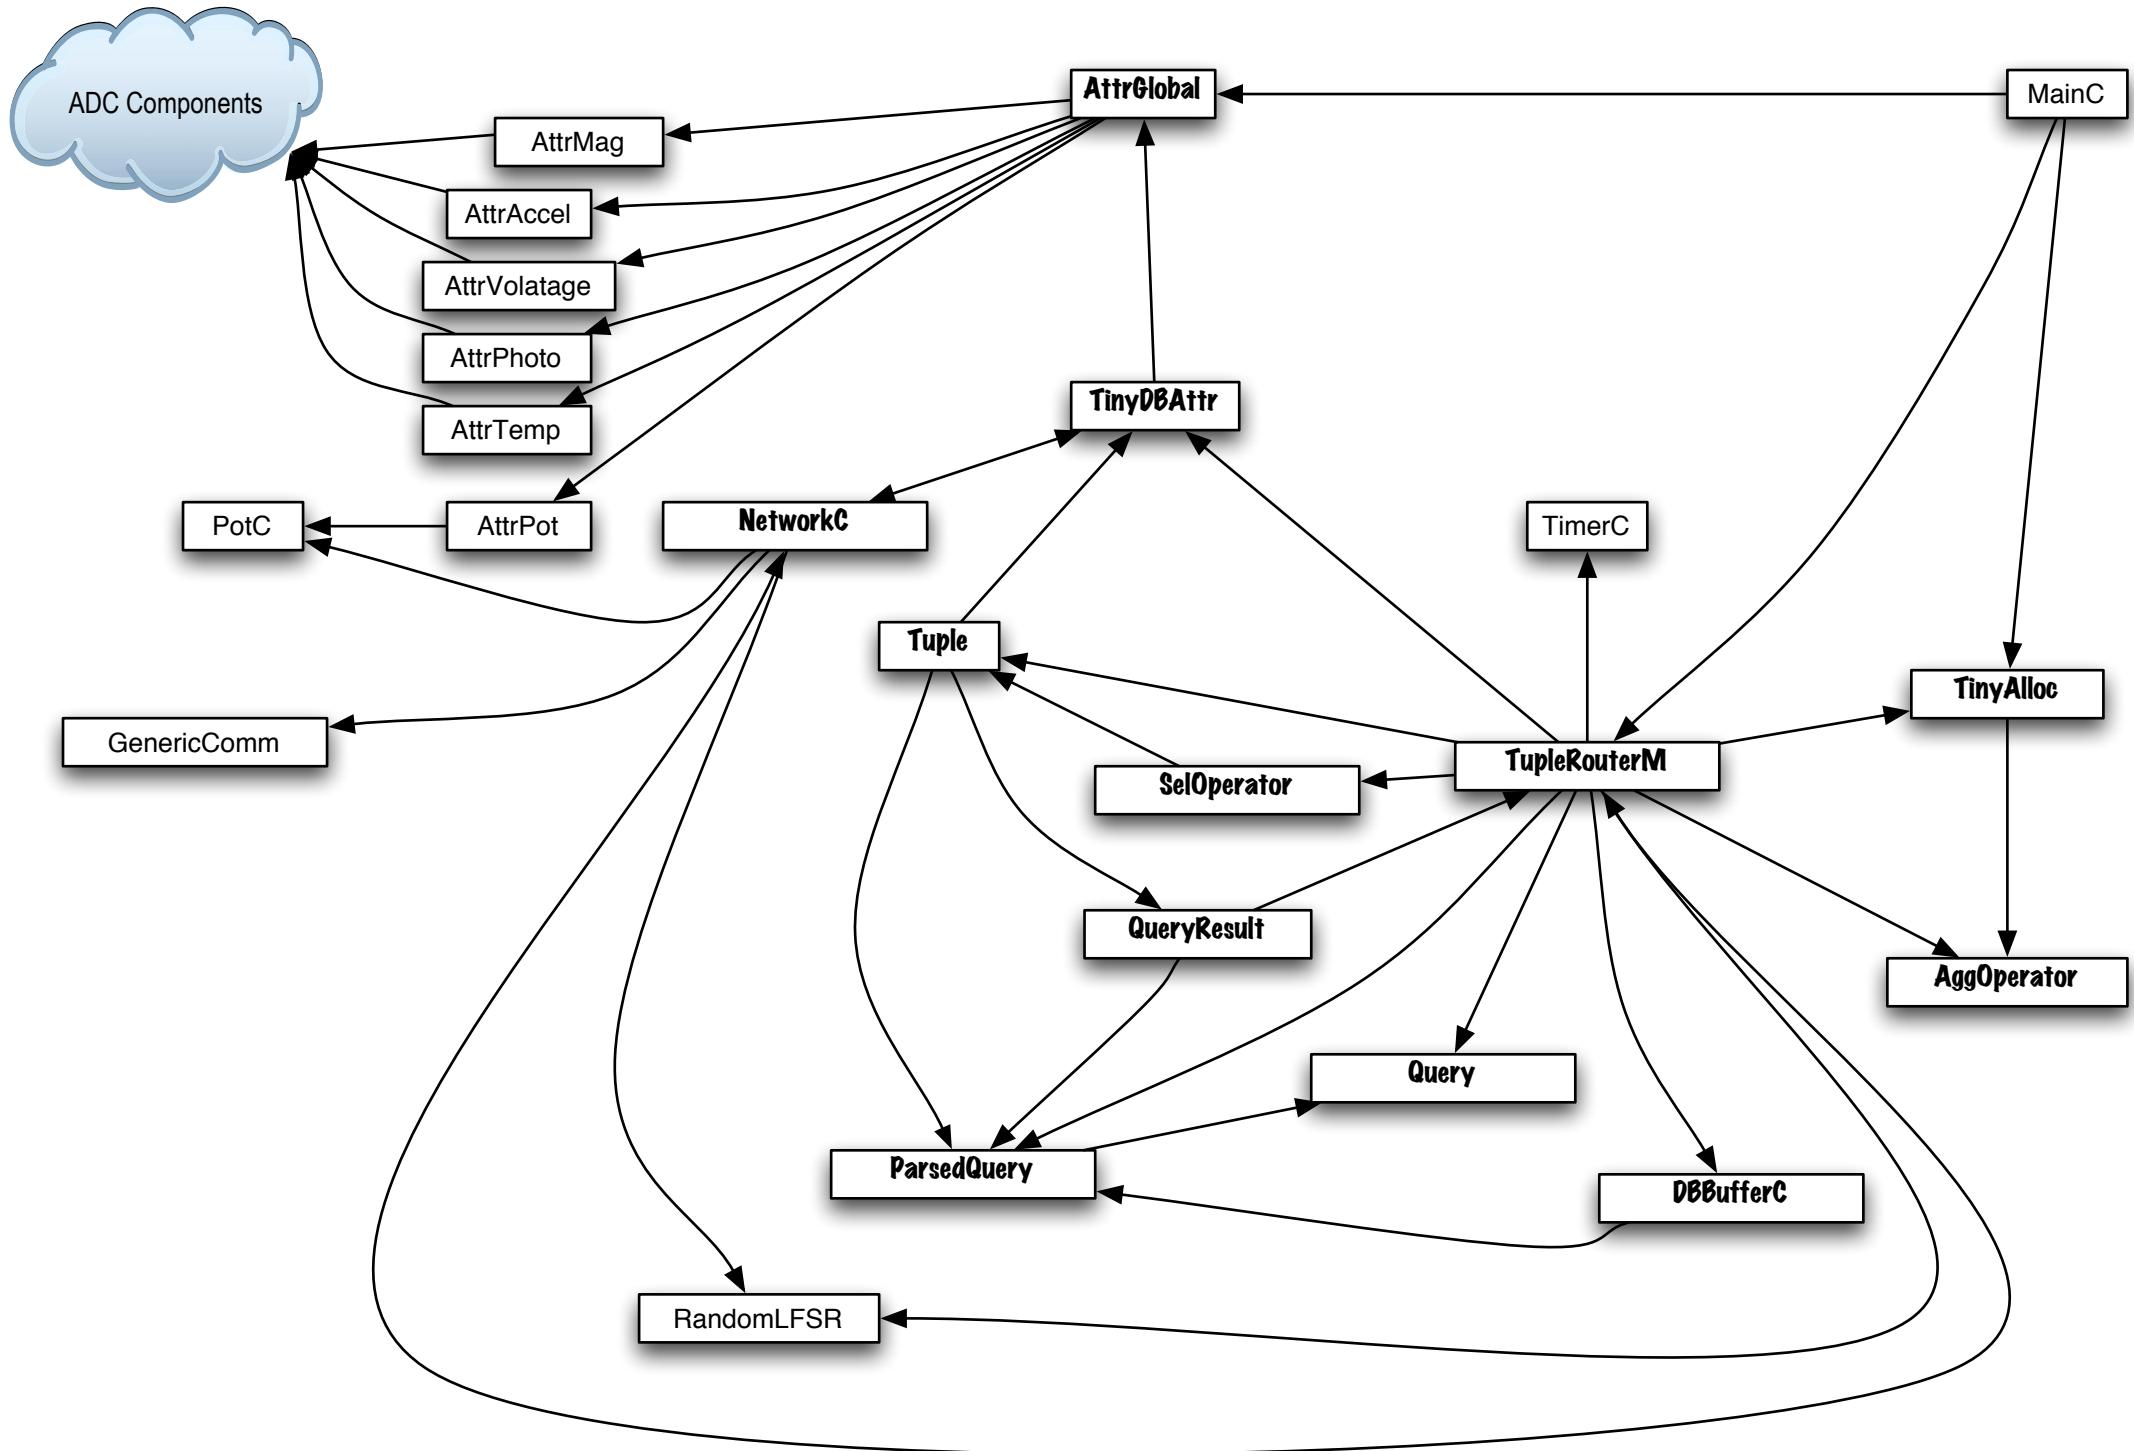 ADC Components
AttrGlobal
MainC
AttrMag
AttrAccel
AttrVolatage
AttrPhoto
AttrTemp
TinyDBAttr
PotC
AttrPot
NetworkC
TimerC
Tuple
TinyAlloc
GenericComm
TupleRouterM
SelOperator
QueryResult
AggOperator
Query
ParsedQuery
DBBufferC
RandomLFSR